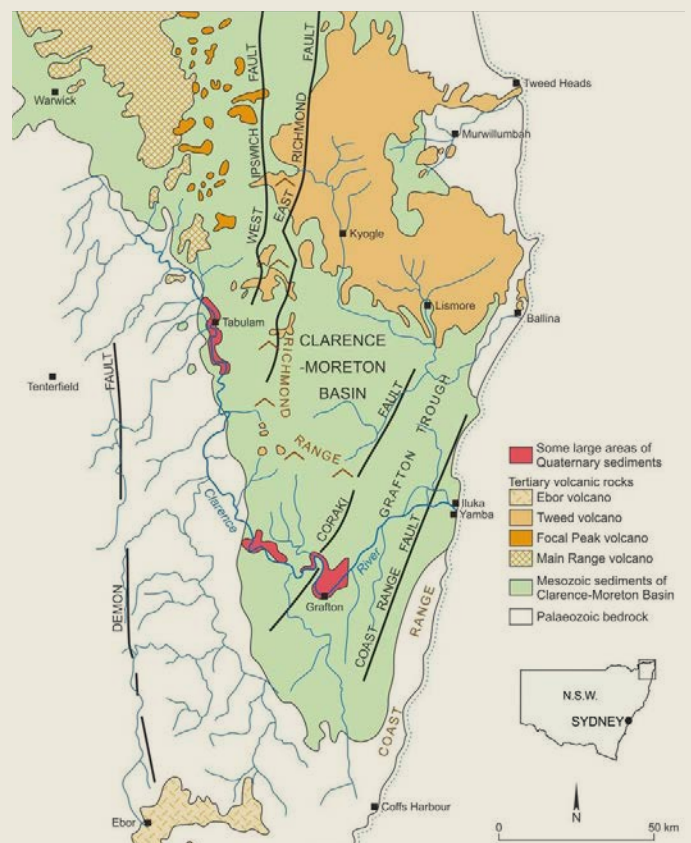 Tweed Heads
Warwick
Murwillumbah
WEST IPSWICH FAULT
EAST RICHMOND FAULT
Kyogle
Lismore
Ballina
Tabulam
Tenterfield
CLARENCE
-MORETON
BASIN
RICHMOND RANGE
DEMON FAULT
CORAKI FAULT
GRAFTON TROUGH
COAST RANGE FAULT
COAST RANGE
Clarence River
Iluka
Yamba
Grafton
Ebor
Coffs Harbour
Some large areas of
Quaternary sediments
Tertiary volcanic rocks
Ebor volcano
Tweed volcano
Focal Peak volcano
Main Range volcano
Mesozoic sediments of
Clarence-Moreton Basin
Palaeozoic bedrock
N.S.W.
SYDNEY
N
0 50 km